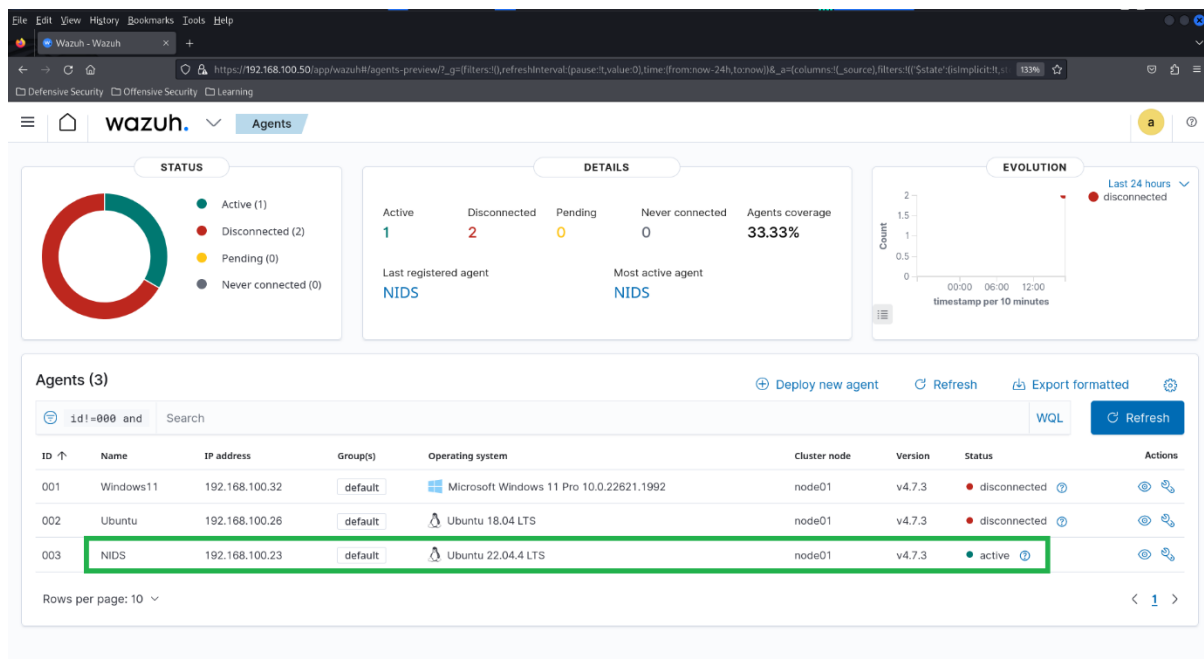 File Edit View History Bookmarks Tools Help
Wazuh - Wazuh × +
https://192.168.100.50/app/wazuh#/agents-preview/?_g=(filters:!(),refreshInterval:(pause:!t,value:0),time:(from:now-24h,to:now))&_a=(columns:!(_source),filters:!(('$state':(isImplicit:!t,st 133%
Defensive Security Offensive Security Learning
wazuh. Agents a
STATUS
Active (1)
Disconnected (2)
Pending (0)
Never connected (0)
DETAILS
Active Disconnected Pending Never connected Agents coverage
1 2 0 0 33.33%
Last registered agent Most active agent
NIDS NIDS
EVOLUTION
Last 24 hours
disconnected
2
1.5
1
0.5
0
Count
00:00 06:00 12:00
timestamp per 10 minutes
Agents (3)
Deploy new agent Refresh Export formatted
id!=000 and Search WQL Refresh
ID Name IP address Group(s) Operating system Cluster node Version Status Actions
001 Windows11 192.168.100.32 default Microsoft Windows 11 Pro 10.0.22621.1992 node01 v4.7.3 disconnected
002 Ubuntu 192.168.100.26 default Ubuntu 18.04 LTS node01 v4.7.3 disconnected
003 NIDS 192.168.100.23 default Ubuntu 22.04.4 LTS node01 v4.7.3 active
Rows per page: 10 < 1 >